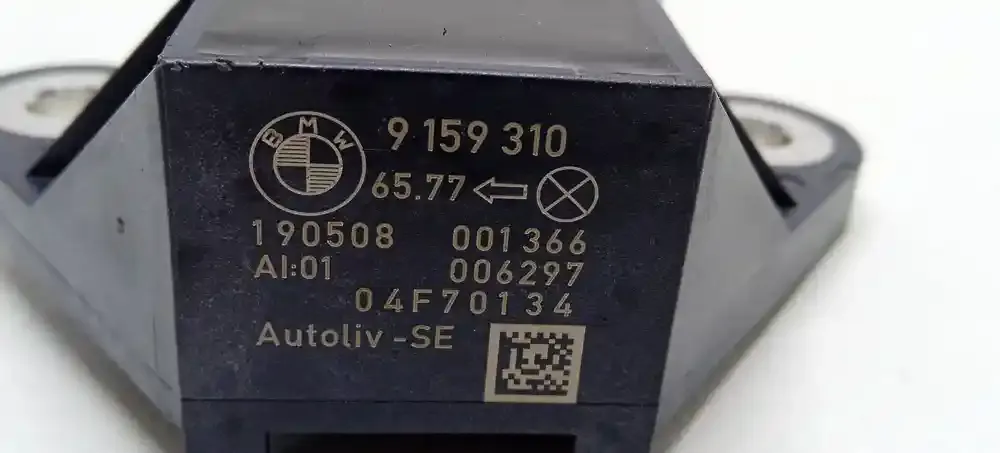 BMW
9 159 310
65.77
190508 001366
AI:01 006297
04F70134
Autoliv-SE